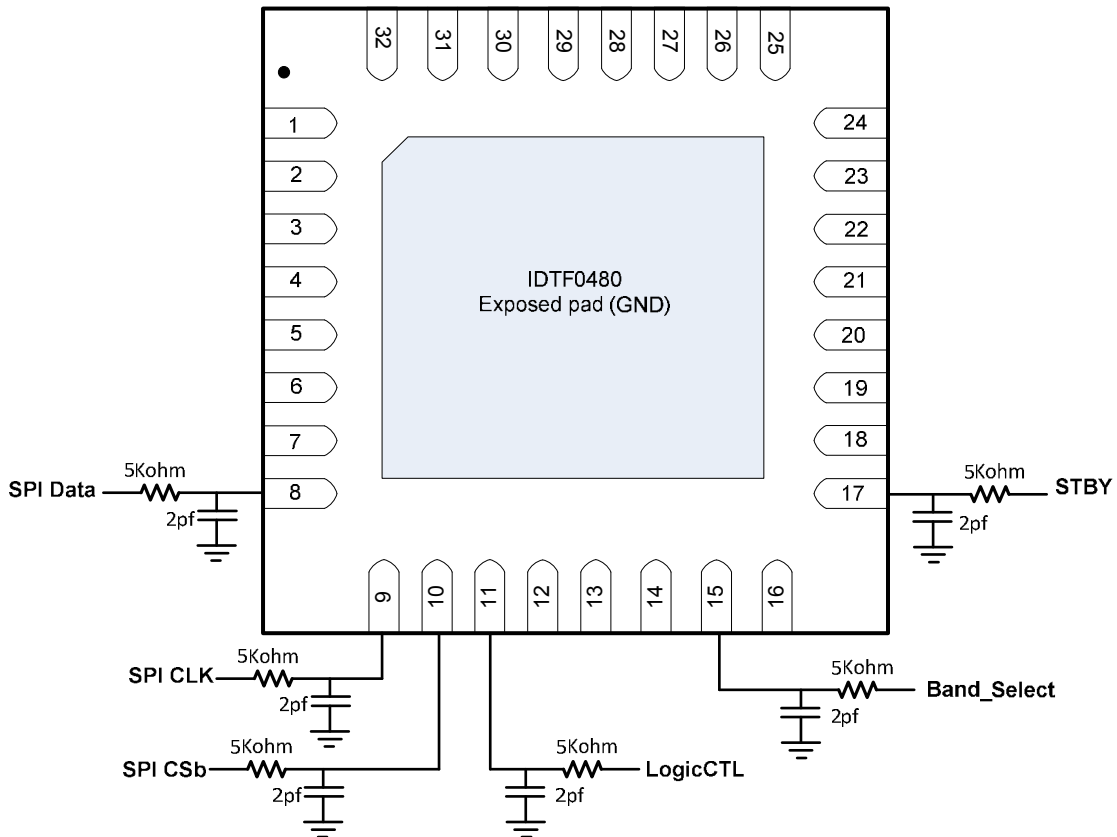 32 31 30 29 28 27 26 25
1 24
2 23
3 22
4 21
IDTF0480
Exposed pad (GND)
5 20
6 19
7 18
5Kohm 5Kohm
SPI Data 8 17 STBY
2pf 2pf
9 10 11 12 13 14 15 16
5Kohm 5Kohm
SPI CLK Band_Select
2pf 2pf
5Kohm 5Kohm
SPI CSb LogicCTL
2pf 2pf